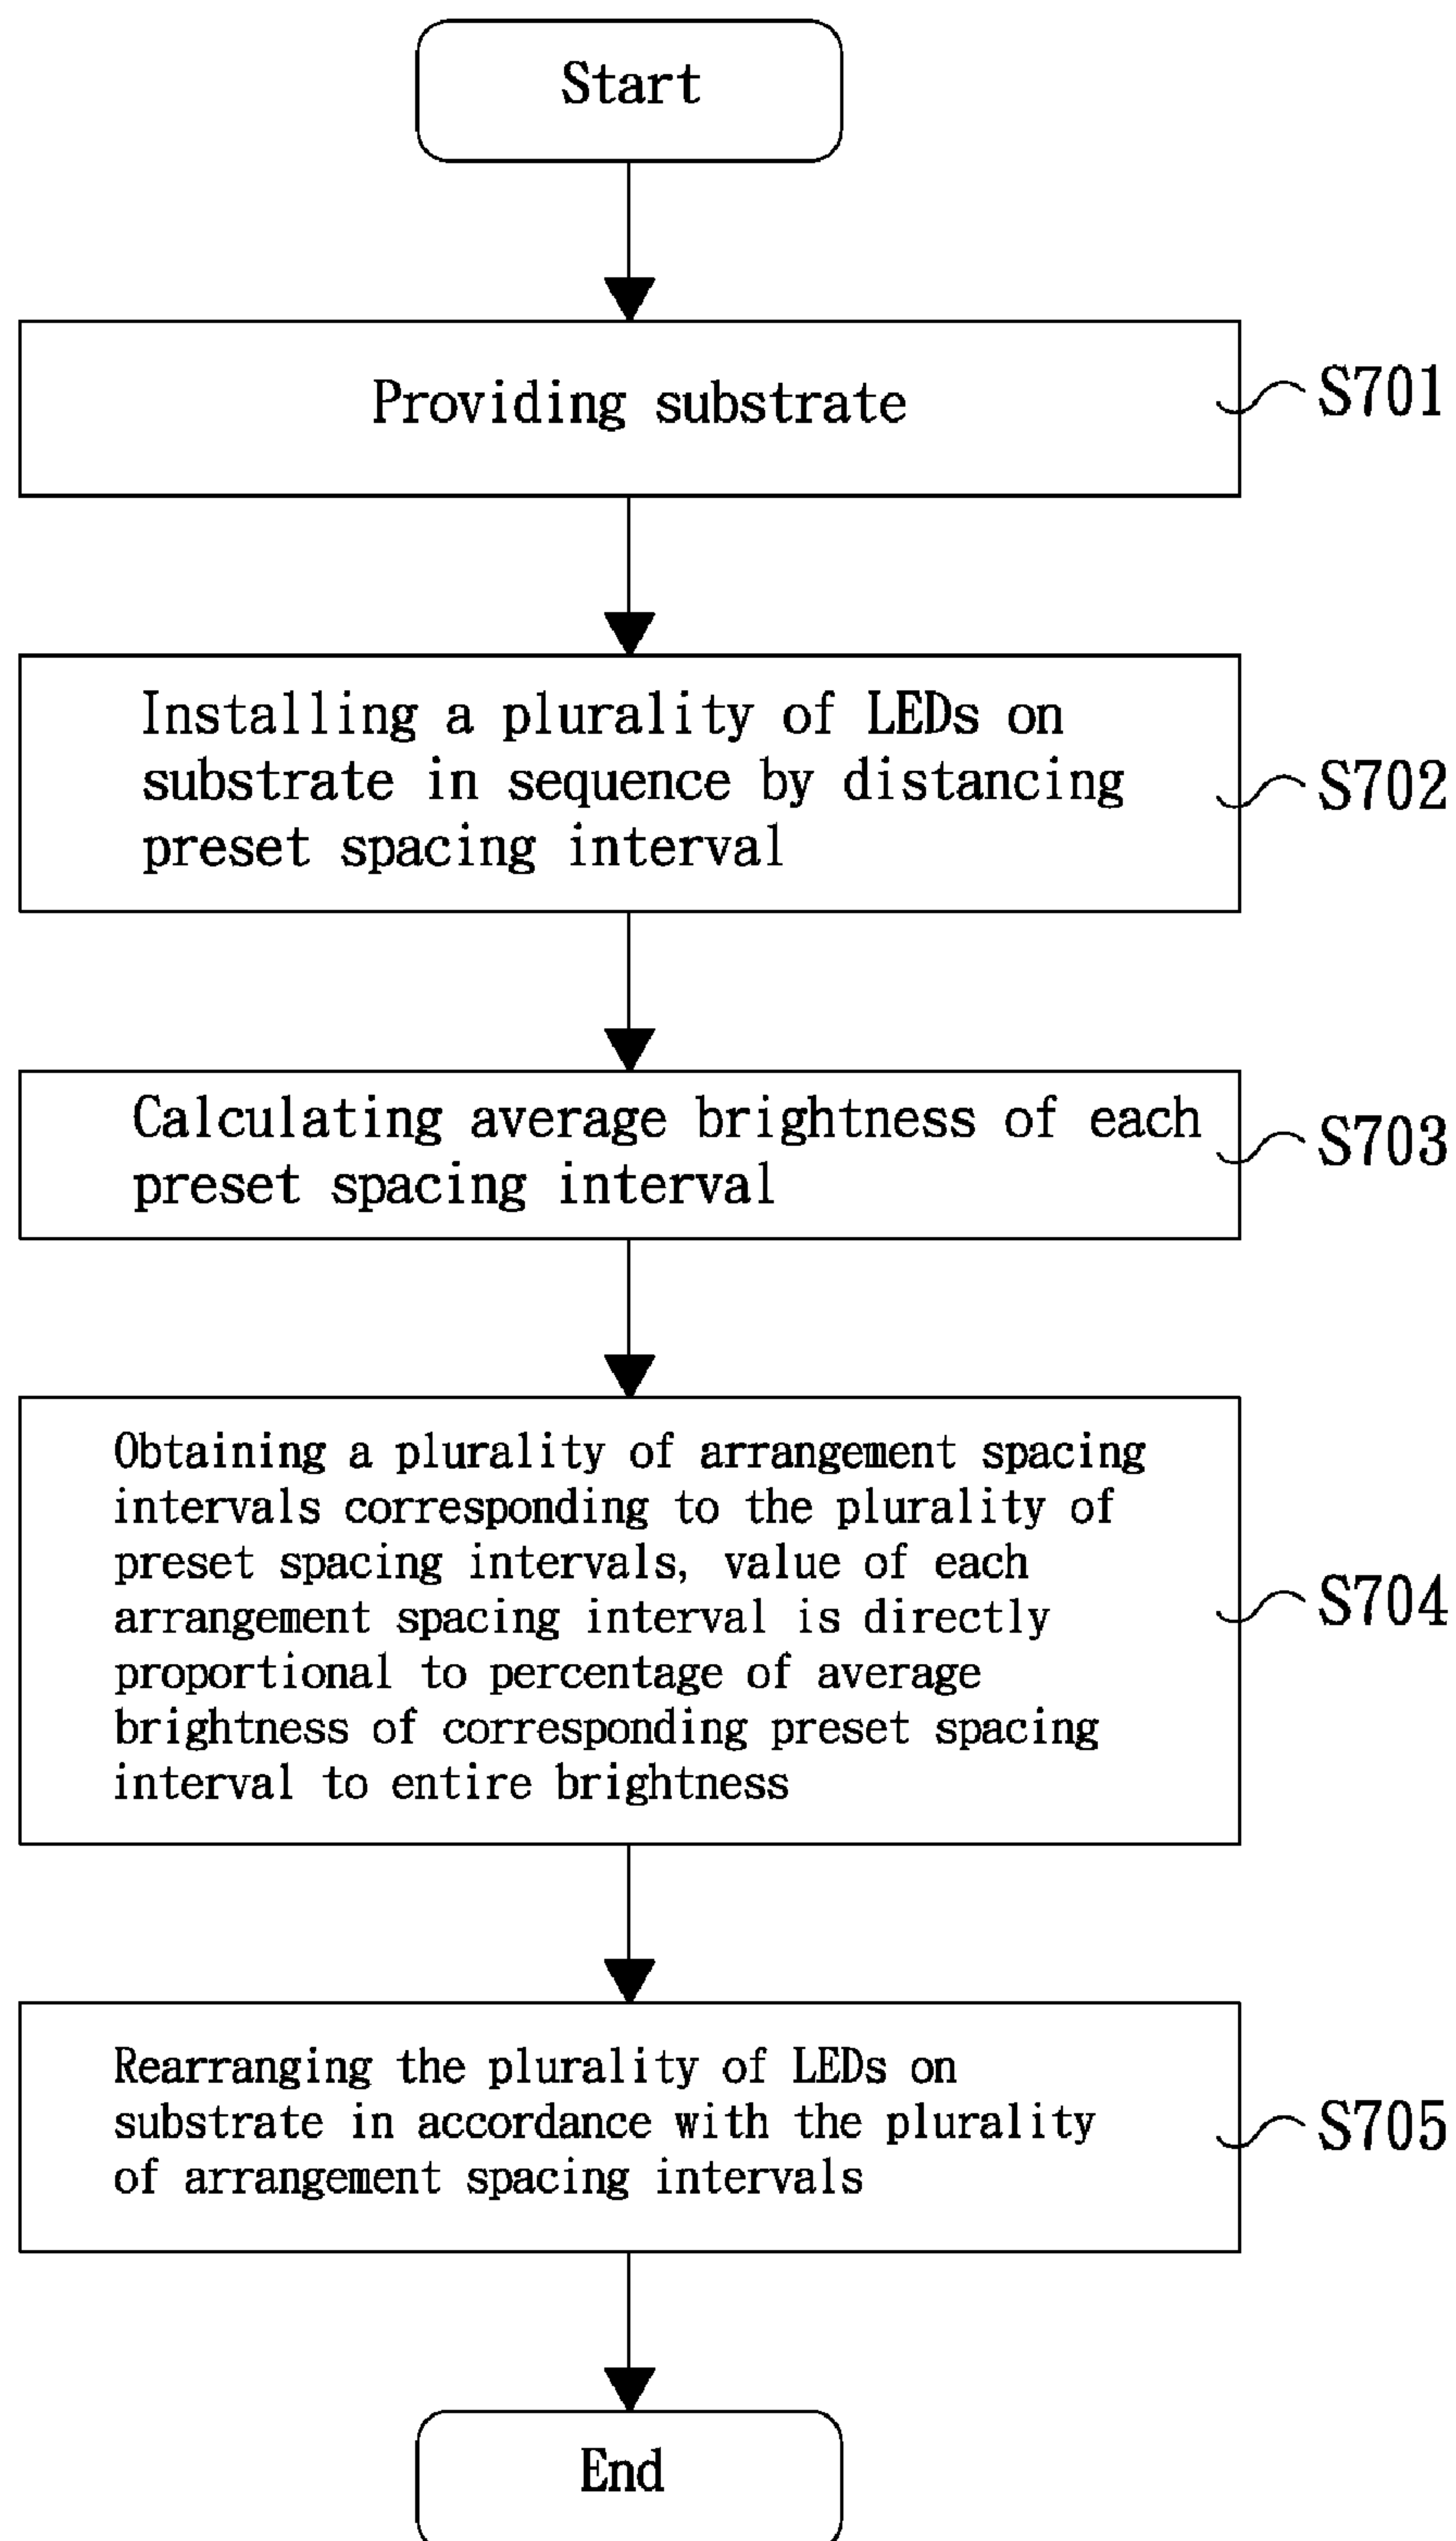 Start
Providing substrate
S701
Installing a plurality of LEDs on
substrate in sequence by distancing
preset spacing interval
S702
Calculating average brightness of each
preset spacing interval
S703
Obtaining a plurality of arrangement spacing
intervals corresponding to the plurality of
preset spacing intervals, value of each
arrangement spacing interval is directly
proportional to percentage of average
brightness of corresponding preset spacing
interval to entire brightness
S704
Rearranging the plurality of LEDs on
substrate in accordance with the plurality
of arrangement spacing intervals
S705
End